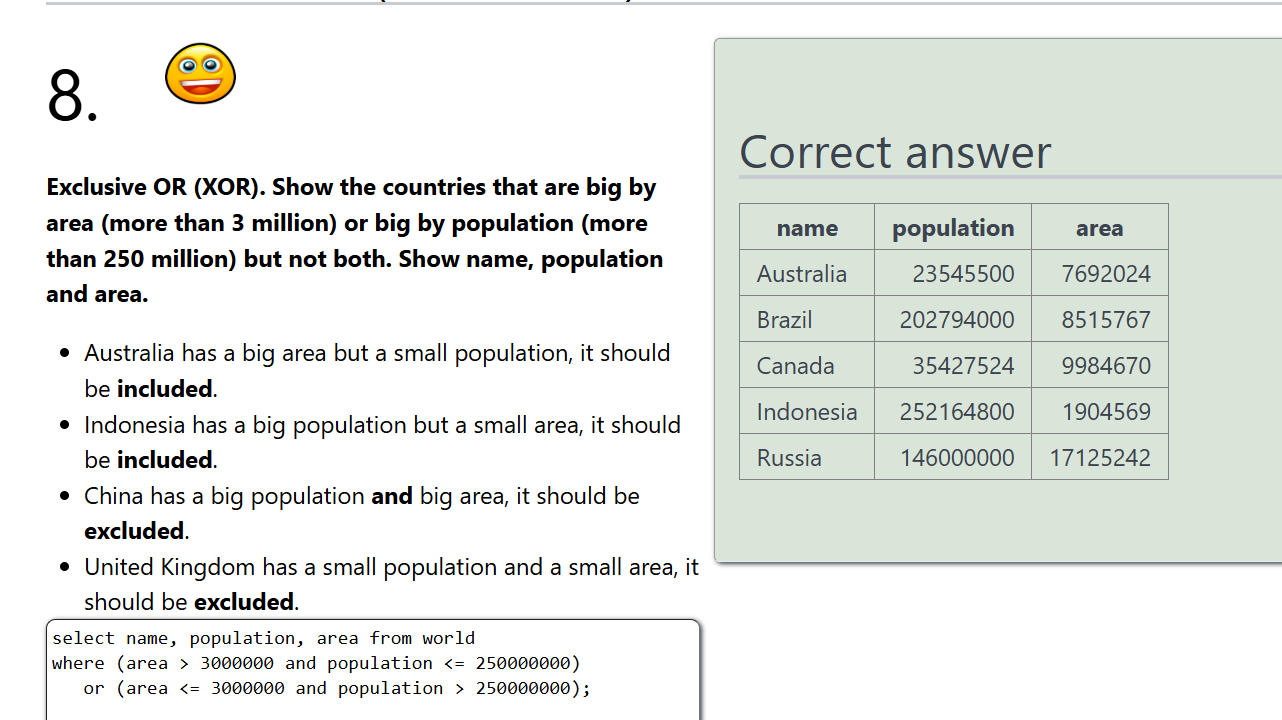 8.
Exclusive OR (XOR). Show the countries that are big by
area (more than 3 million) or big by population (more
than 250 million) but not both. Show name, population
and area.
• Australia has a big area but a small population, it should
be included.
• Indonesia has a big population but a small area, it should
be included.
• China has a big population and big area, it should be
excluded.
• United Kingdom has a small population and a small area, it
should be excluded.
select name, population, area from world
where (area > 3000000 and population <= 250000000)
or (area <= 3000000 and population > 250000000);
Correct answer
name population area
Australia 23545500 7692024
Brazil 202794000 8515767
Canada 35427524 9984670
Indonesia 252164800 1904569
Russia 146000000 17125242